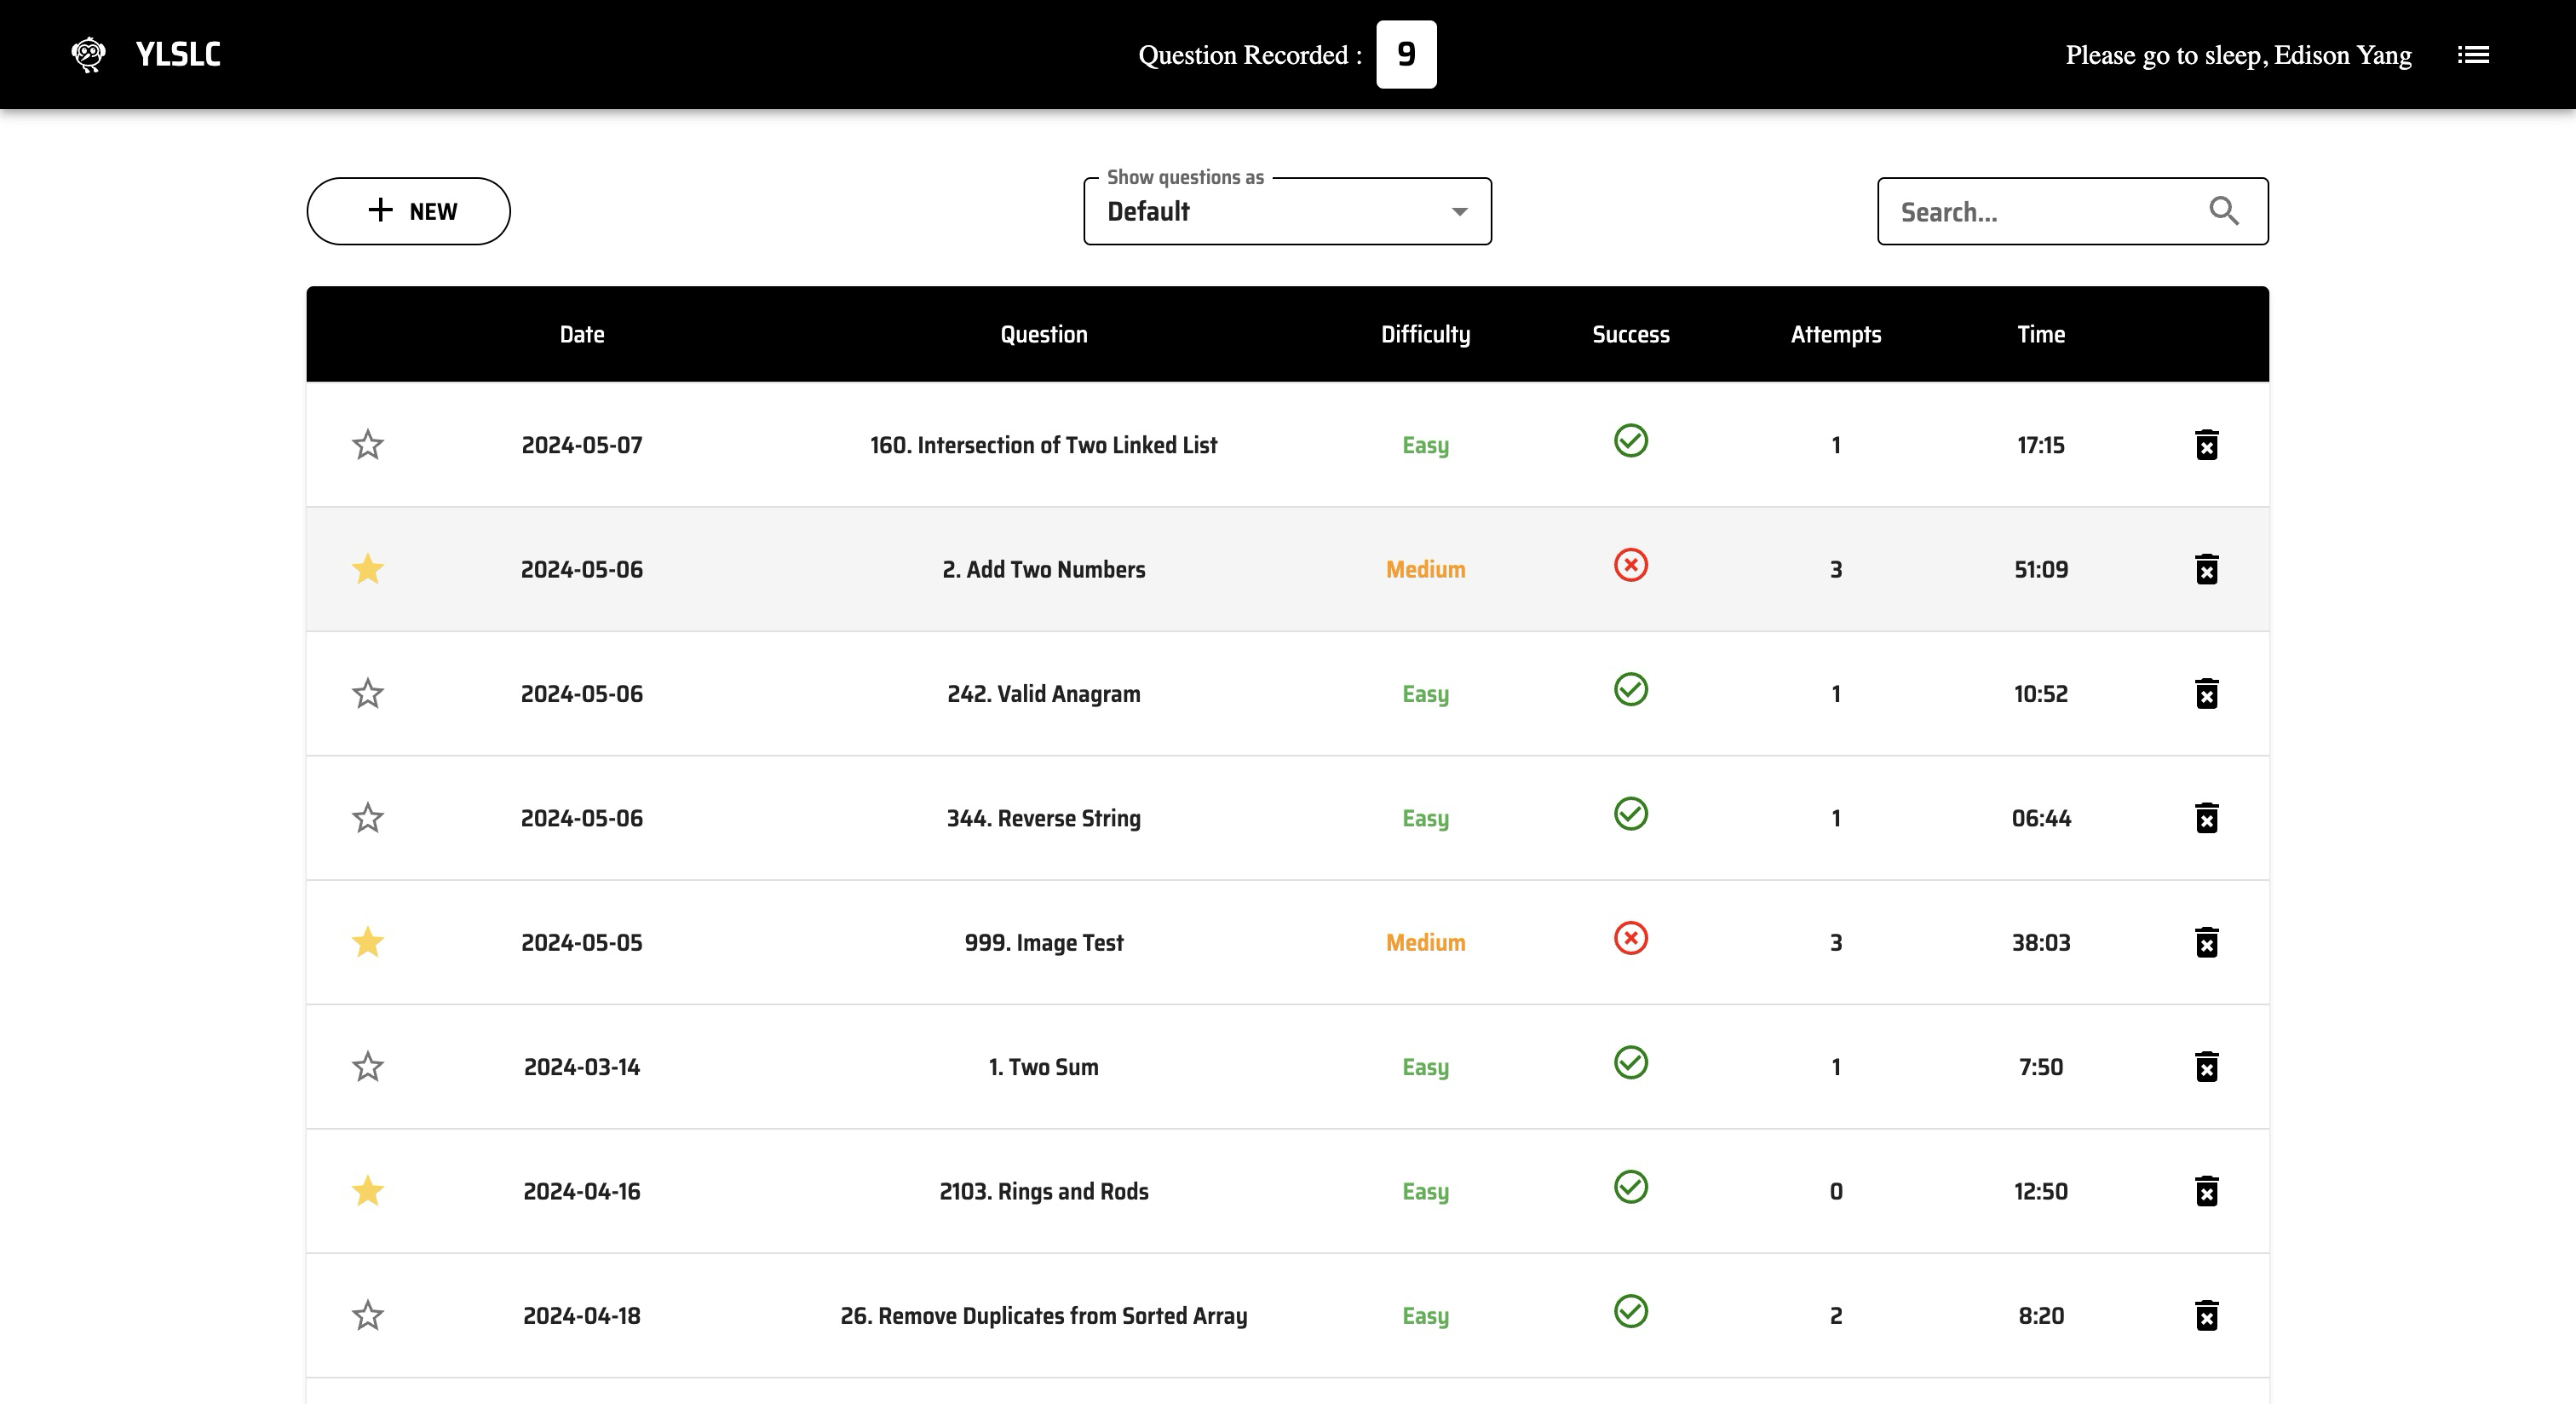 YLSLC
Question Recorded : 9
Please go to sleep, Edison Yang
NEW
Show questions as
Default
Search...
Date Question Difficulty Success Attempts Time
2024-05-07 160. Intersection of Two Linked List Easy 1 17:15
2024-05-06 2. Add Two Numbers Medium 3 51:09
2024-05-06 242. Valid Anagram Easy 1 10:52
2024-05-06 344. Reverse String Easy 1 06:44
2024-05-05 999. Image Test Medium 3 38:03
2024-03-14 1. Two Sum Easy 1 7:50
2024-04-16 2103. Rings and Rods Easy 0 12:50
2024-04-18 26. Remove Duplicates from Sorted Array Easy 2 8:20